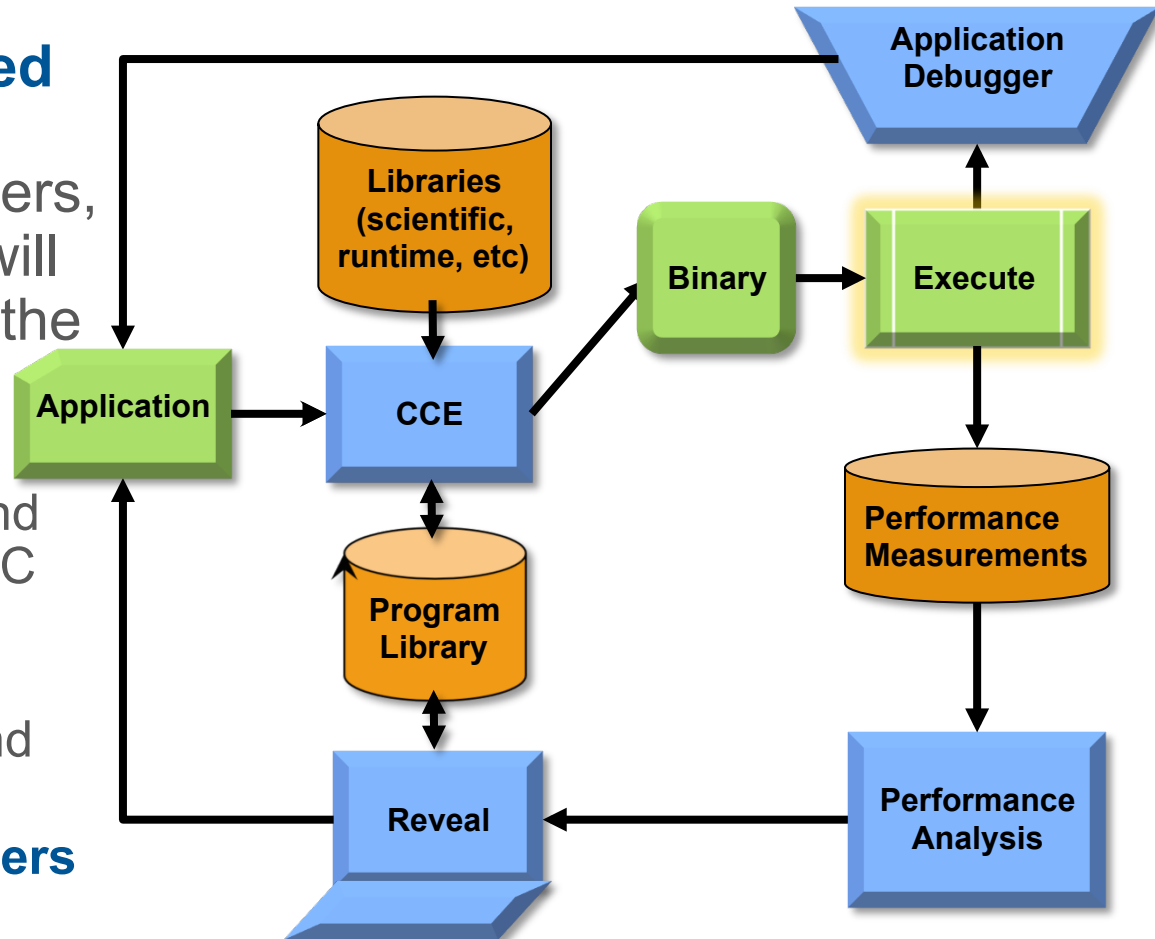 ed
ers,
will
the
nd
C
nd
ers
Application
Debugger
Libraries
(scientific,
runtime, etc)
Binary
Execute
Application
CCE
Performance
Measurements
Program
Library
Reveal
Performance
Analysis